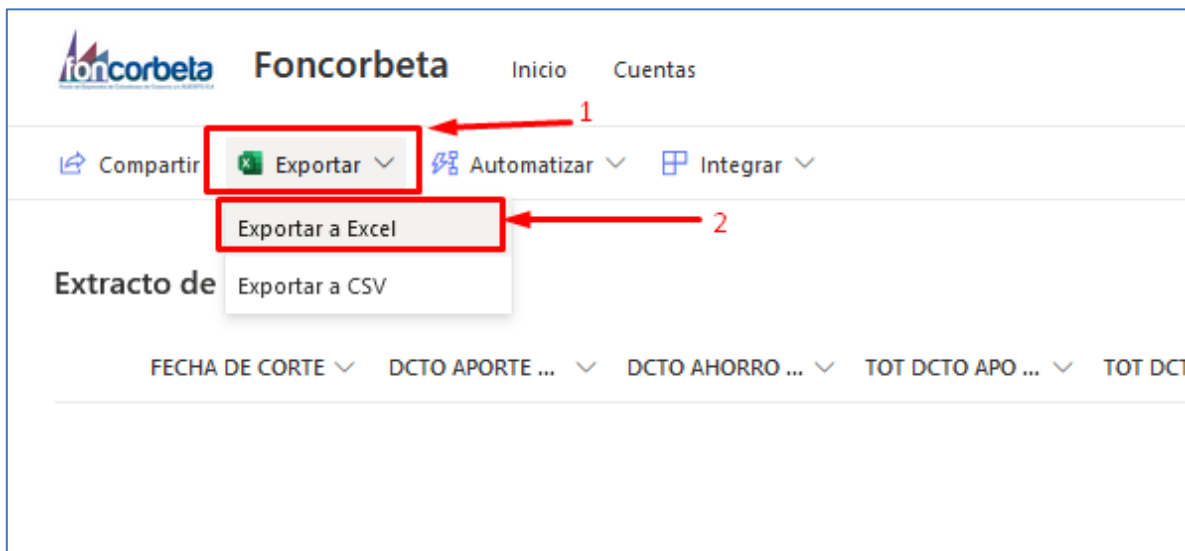 foncorbeta Foncorbeta Inicio Cuentas
1
Compartir Exportar Automatizar Integrar
Exportar a Excel 2
Extracto de Exportar a CSV
FECHA DE CORTE DCTO APORTE ... DCTO AHORRO ... TOT DCTO APO ... TOT DCT